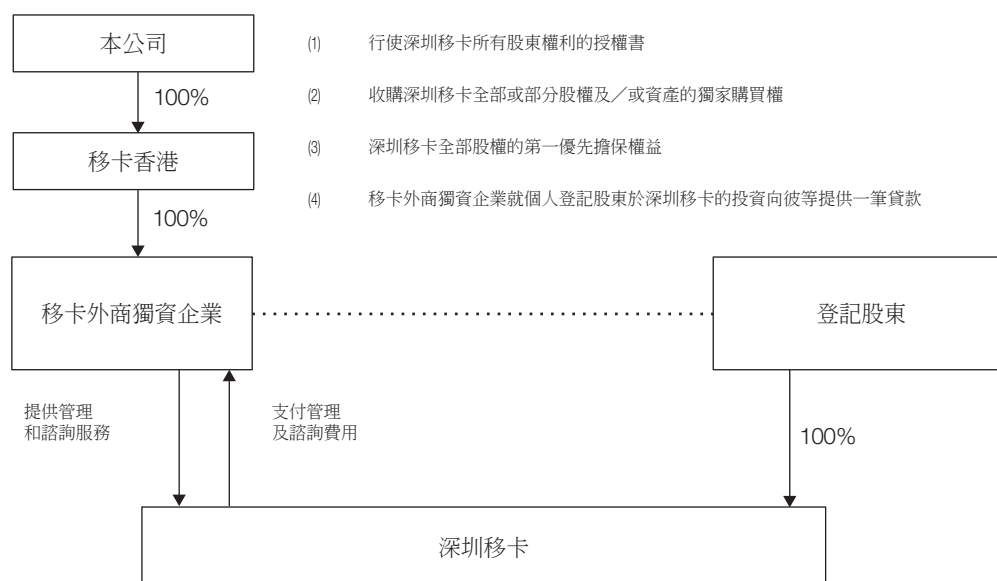 本公司
(1) 行使深圳移卡所有股東權利的授權書
100%
(2) 收購深圳移卡全部或部分股權及／或資產的獨家購買權
移卡香港
(3) 深圳移卡全部股權的第一優先擔保權益
100%
(4) 移卡外商獨資企業就個人登記股東於深圳移卡的投資向彼等提供一筆貸款
移卡外商獨資企業
登記股東
提供管理
和諮詢服務
支付管理
及諮詢費用
100%
深圳移卡